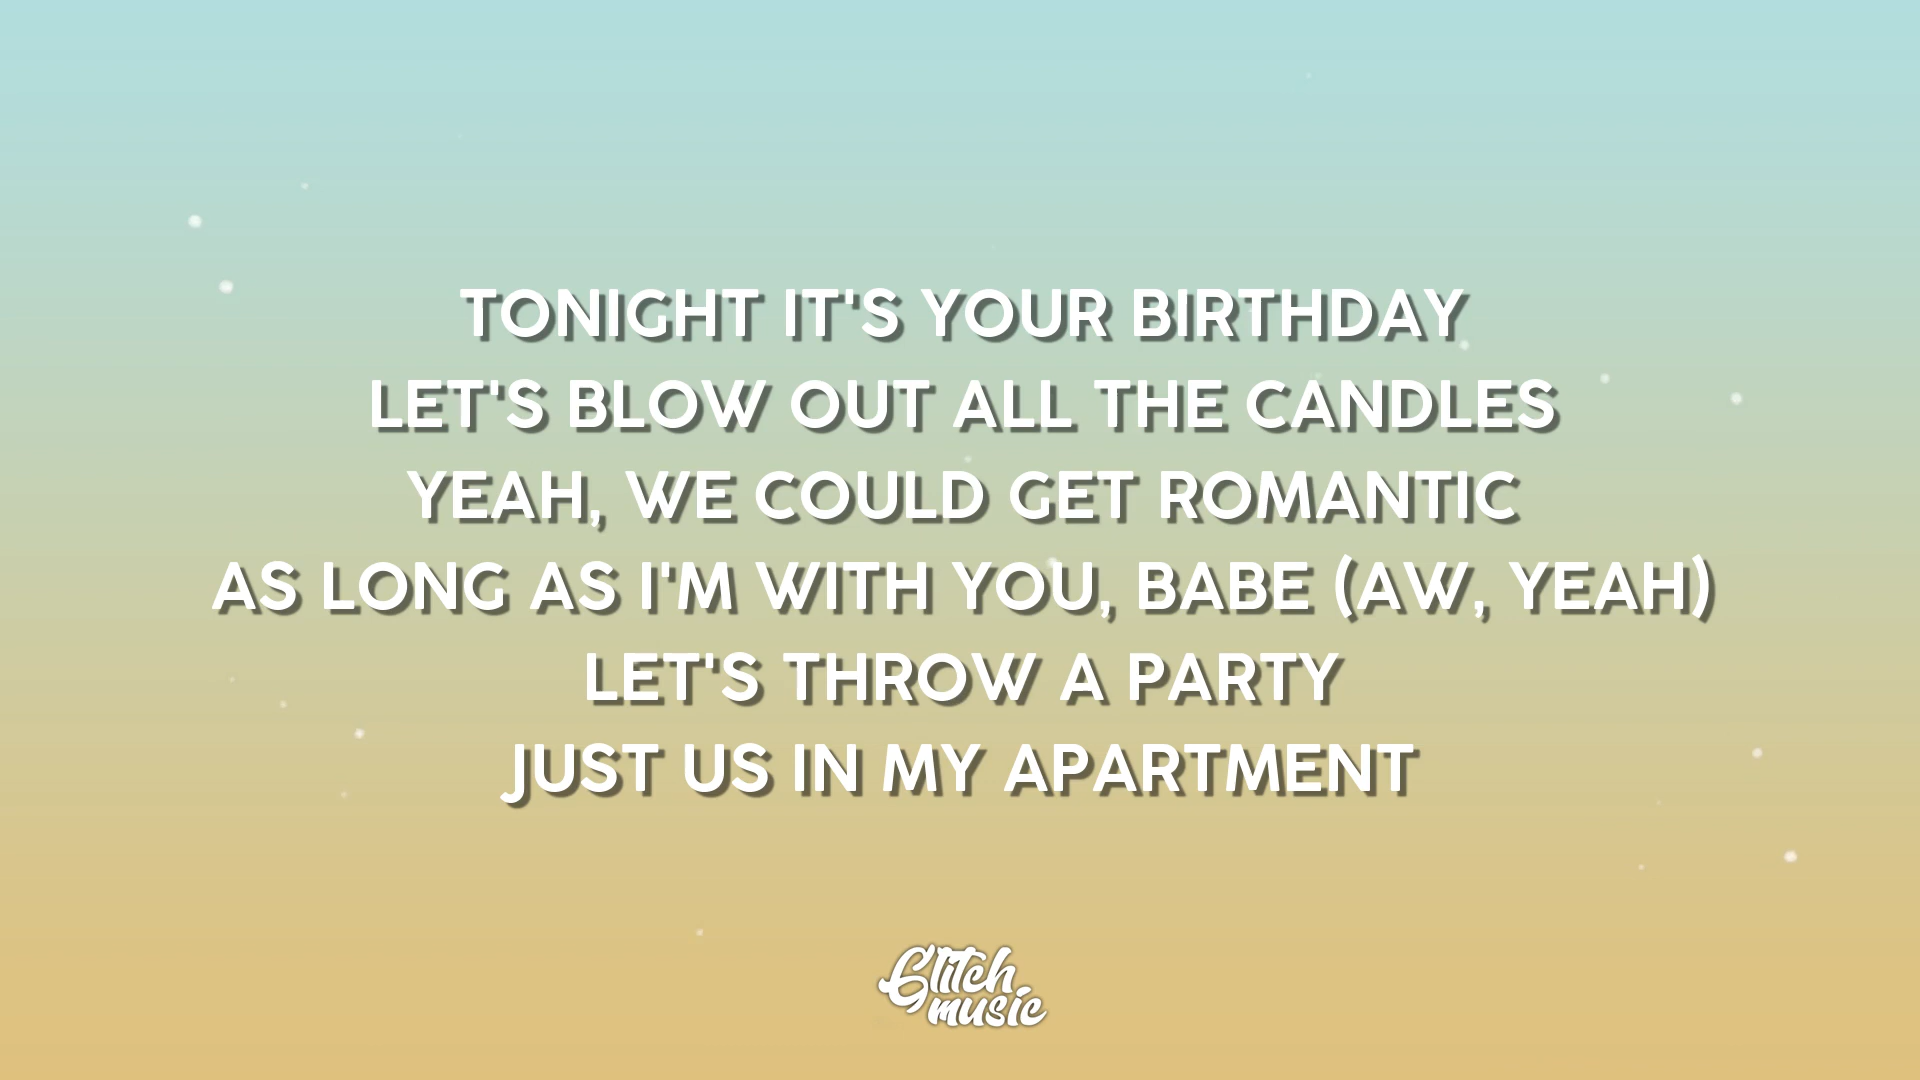 TONIGHT IT'S YOUR BIRTHDAY
LET'S BLOW OUT ALL THE CANDLES
YEAH, WE COULD GET ROMANTIC
AS LONG AS I'M WITH YOU, BABE (AW, YEAH)
LET'S THROW A PARTY
JUST US IN MY APARTMENT
Glitch
music